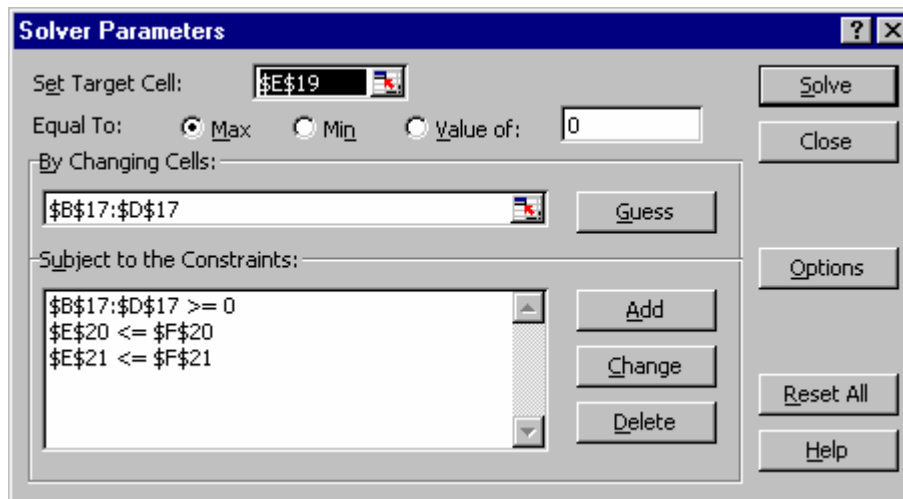 Solver Parameters
Set Target Cell: $E$19
Solve
Equal To: Max Min Value of: 0
Close
By Changing Cells:
$B$17:$D$17
Guess
Subject to the Constraints:
Options
$B$17:$D$17 >= 0
$E$20 <= $F$20
$E$21 <= $F$21
Add
Change
Delete
Reset All
Help